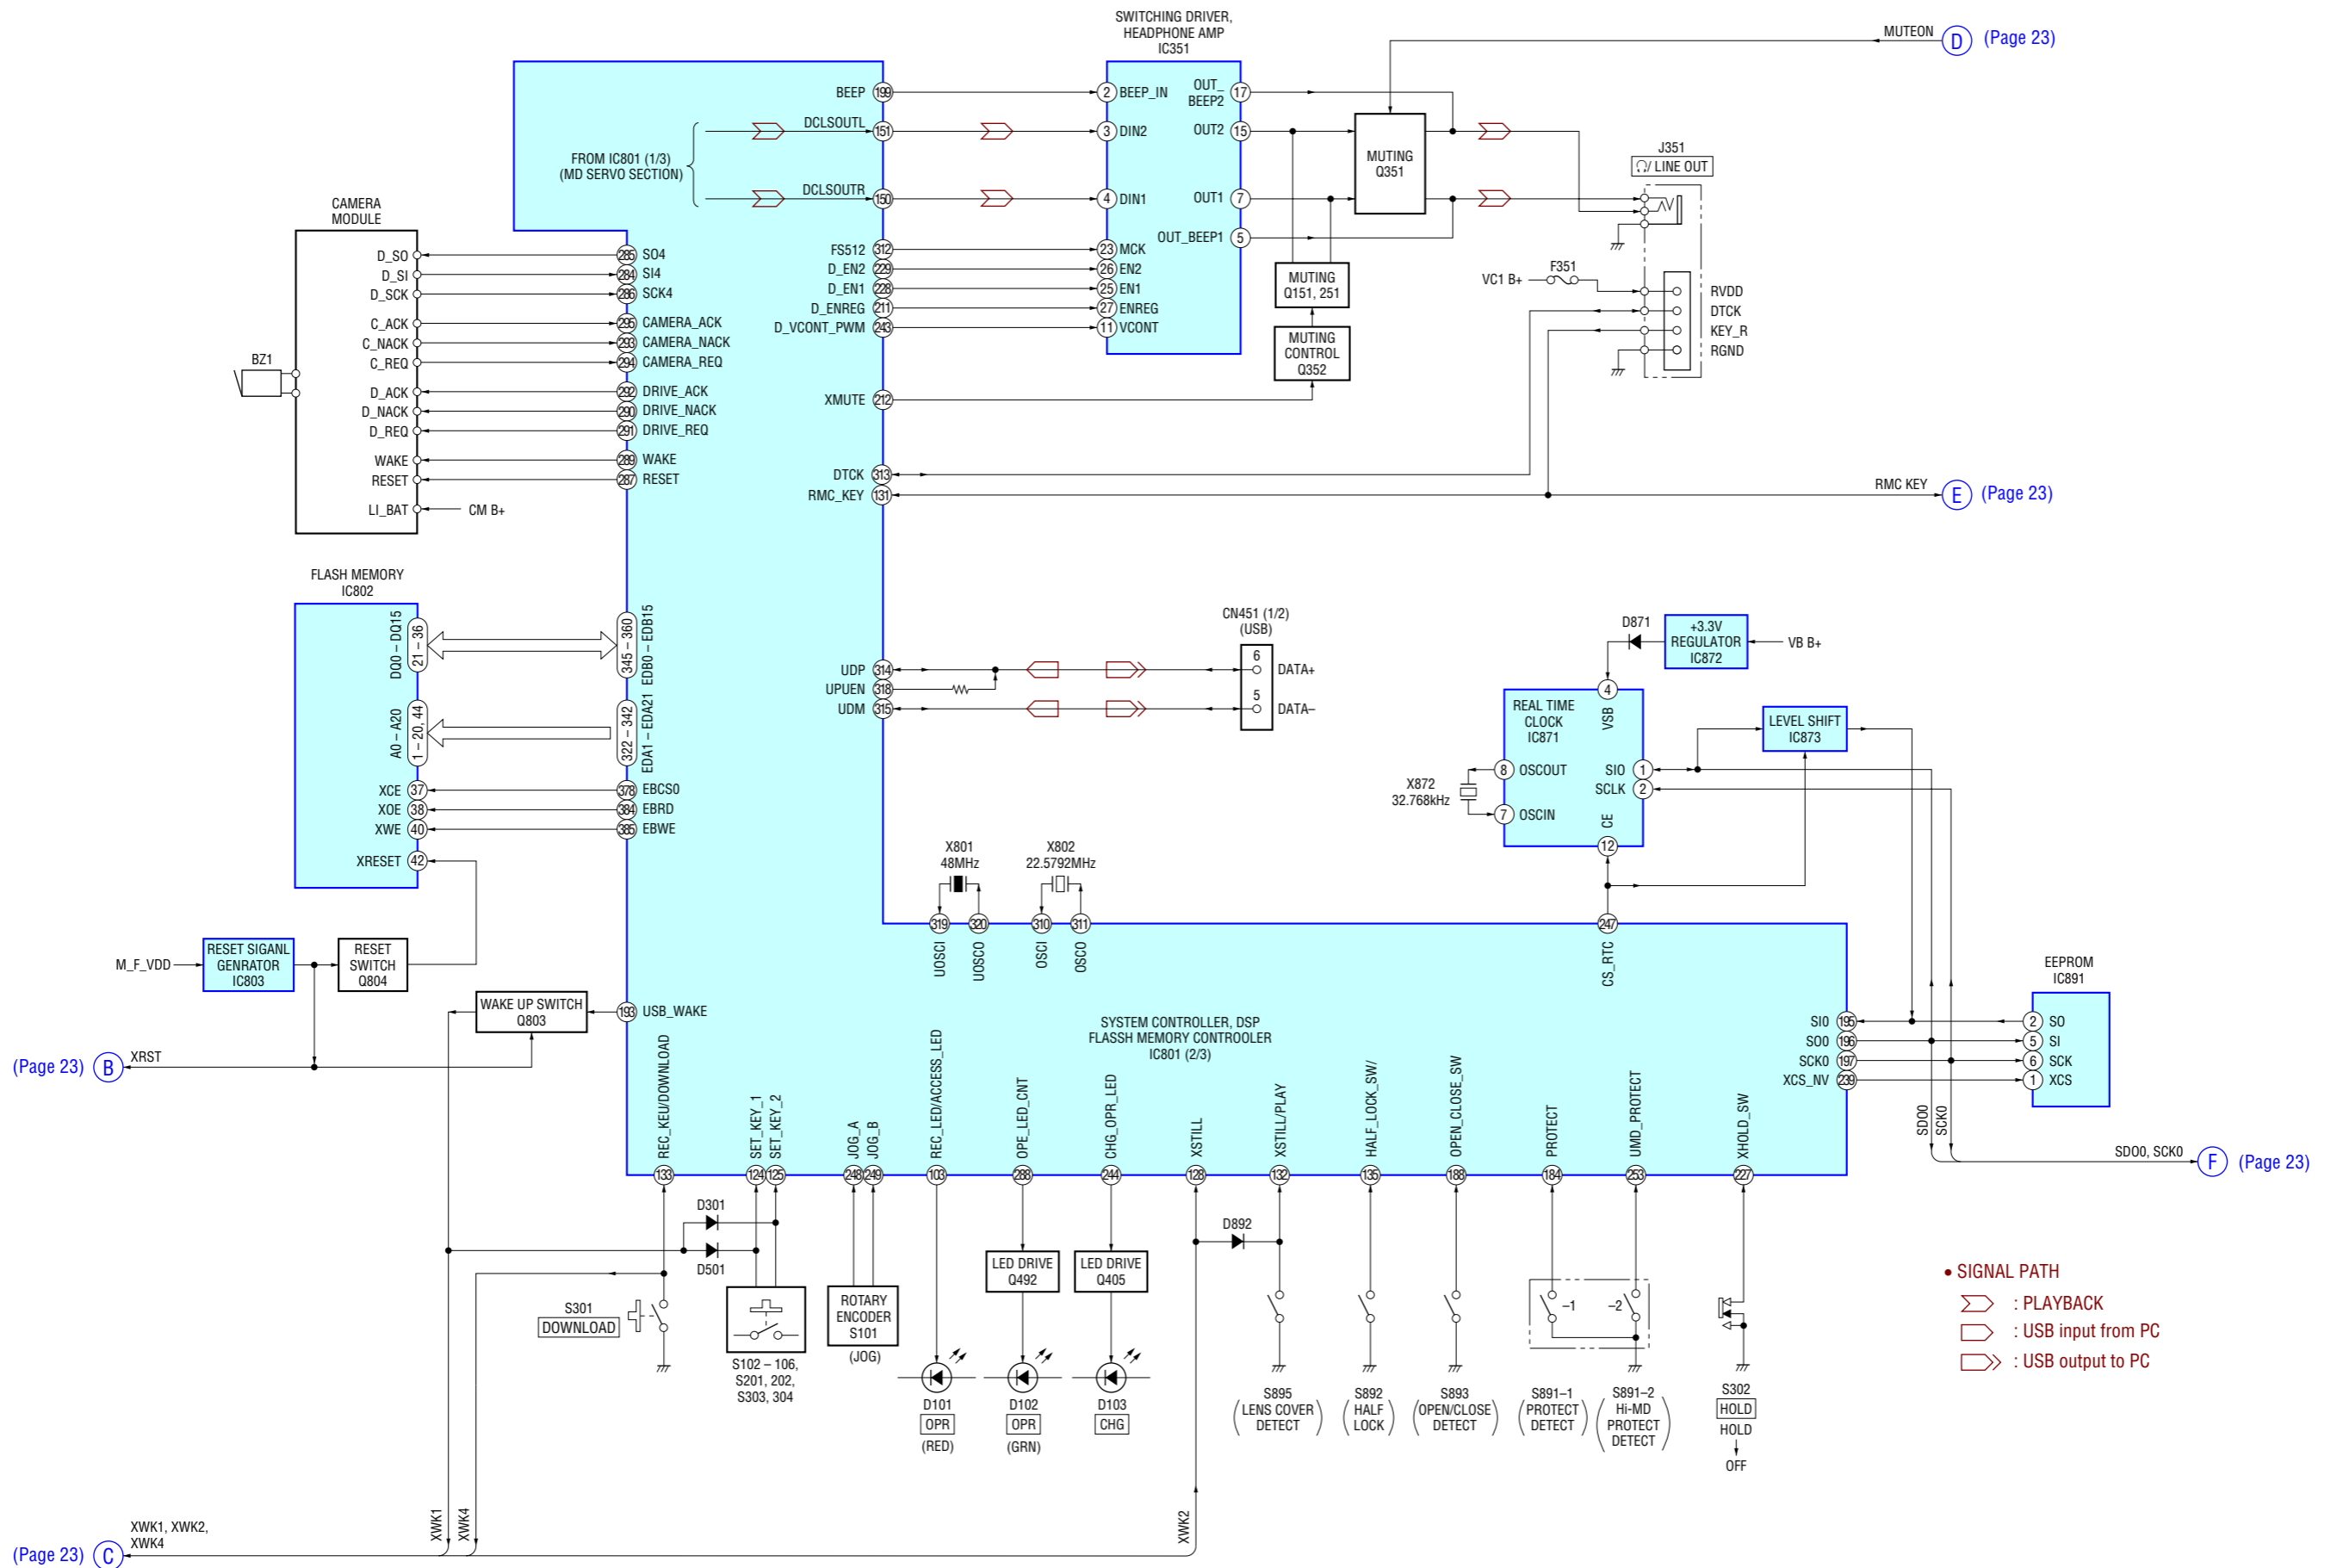 SWITCHING DRIVER,
HEADPHONE AMP
IC351
MUTEON
D
(Page 23)
BEEP
199
2
BEEP_IN
OUT_
BEEP2
17
DCLSOUTL
151
3
DIN2
OUT2
15
FROM IC801 (1/3)
(MD SERVO SECTION)
MUTING
Q351
J351
/ LINE OUT
DCLSOUTR
150
4
DIN1
OUT1
7
OUT_BEEP1
5
CAMERA
MODULE
D_SO
285
SO4
D_SI
284
SI4
D_SCK
286
SCK4
C_ACK
295
CAMERA_ACK
C_NACK
293
CAMERA_NACK
C_REQ
294
CAMERA_REQ
BZ1
D_ACK
292
DRIVE_ACK
D_NACK
290
DRIVE_NACK
D_REQ
291
DRIVE_REQ
WAKE
289
WAKE
RESET
287
RESET
LI_BAT
CM B+
FS512
312
23
MCK
D_EN2
229
26
EN2
D_EN1
228
25
EN1
D_ENREG
211
27
ENREG
D_VCONT_PWM
243
11
VCONT
MUTING
Q151, 251
MUTING
CONTROL
Q352
VC1 B+
F351
RVDD
DTCK
KEY_R
RGND
XMUTE
212
DTCK
313
RMC_KEY
131
RMC KEY
E
(Page 23)
FLASH MEMORY
IC802
DQ0 – DQ15
21 – 36
345 – 360
EDB0 – EDB15
A0 – A20
1 – 20, 44
322 – 342
EDA1 – EDA21
XCE
37
378
EBCS0
XOE
38
384
EBRD
XWE
40
385
EBWE
XRESET
42
CN451 (1/2)
(USB)
UDP
314
6
DATA+
UPUEN
318
UDM
315
5
DATA–
D871
+3.3V
REGULATOR
IC872
VB B+
4
VSB
REAL TIME
CLOCK
IC871
LEVEL SHIFT
IC873
X872
32.768kHz
8
OSCOUT
7
OSCIN
SIO
1
SCLK
2
CE
12
X801
48MHz
X802
22.5792MHz
319
320
310
311
247
UOSCI
UOSCO
OSCI
OSCO
CS_RTC
M_F_VDD
RESET SIGANL
GENRATOR
IC803
RESET
SWITCH
Q804
WAKE UP SWITCH
Q803
193
USB_WAKE
(Page 23)
B
XRST
SYSTEM CONTROLLER, DSP
FLASSH MEMORY CONTROOLER
IC801 (2/3)
EEPROM
IC891
SI0
195
2
SO
SO0
196
5
SI
SCK0
197
6
SCK
XCS_NV
239
1
XCS
SDO0
SCK0
SDO0, SCK0
F
(Page 23)
REC_KEU/DOWNLOAD
SET_KEY_1
SET_KEY_2
JOG_A
JOG_B
REC_LED/ACCESS_LED
OPE_LED_CNT
CHG_OPR_LED
XSTILL
XSTILL/PLAY
HALF_LOCK_SW/
OPEN_CLOSE_SW
PROTECT
UMD_PROTECT
XHOLD_SW
133
124
125
248
249
103
288
244
128
132
135
188
184
253
227
D301
D501
D892
S301
DOWNLOAD
S102 – 106,
S201, 202,
S303, 304
ROTARY
ENCODER
S101
(JOG)
LED DRIVE
Q492
LED DRIVE
Q405
D101
OPR
(RED)
D102
OPR
(GRN)
D103
CHG
–1
–2
S895
(LENS COVER
DETECT)
S892
(HALF
LOCK)
S893
(OPEN/CLOSE
DETECT)
S891–1
(PROTECT
DETECT)
S891–2
(Hi-MD
PROTECT
DETECT)
S302
HOLD
HOLD
OFF
• SIGNAL PATH
: PLAYBACK
: USB input from PC
: USB output to PC
XWK1
XWK4
XWK2
XWK1, XWK2,
XWK4
(Page 23)
C